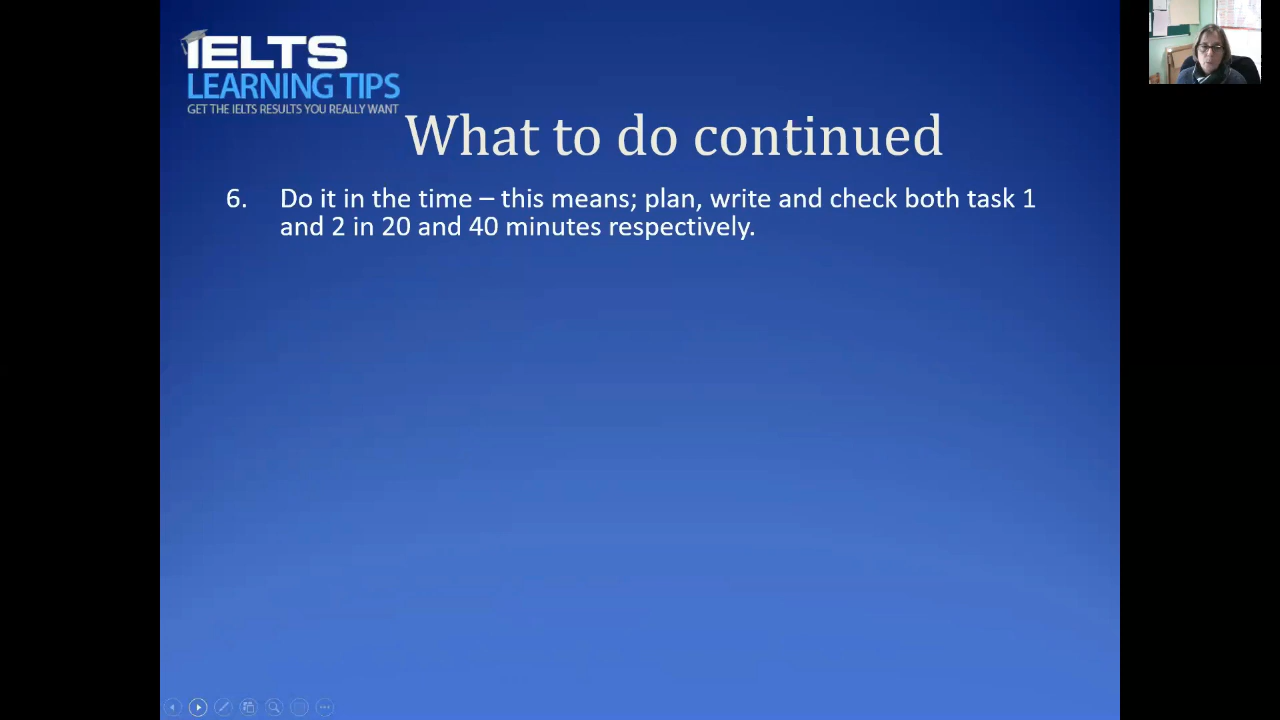 IELTS
LEARNING TIPS
GET THE IELTS RESULTS YOU REALLY WANT
What to do continued
6. Do it in the time – this means; plan, write and check both task 1
and 2 in 20 and 40 minutes respectively.